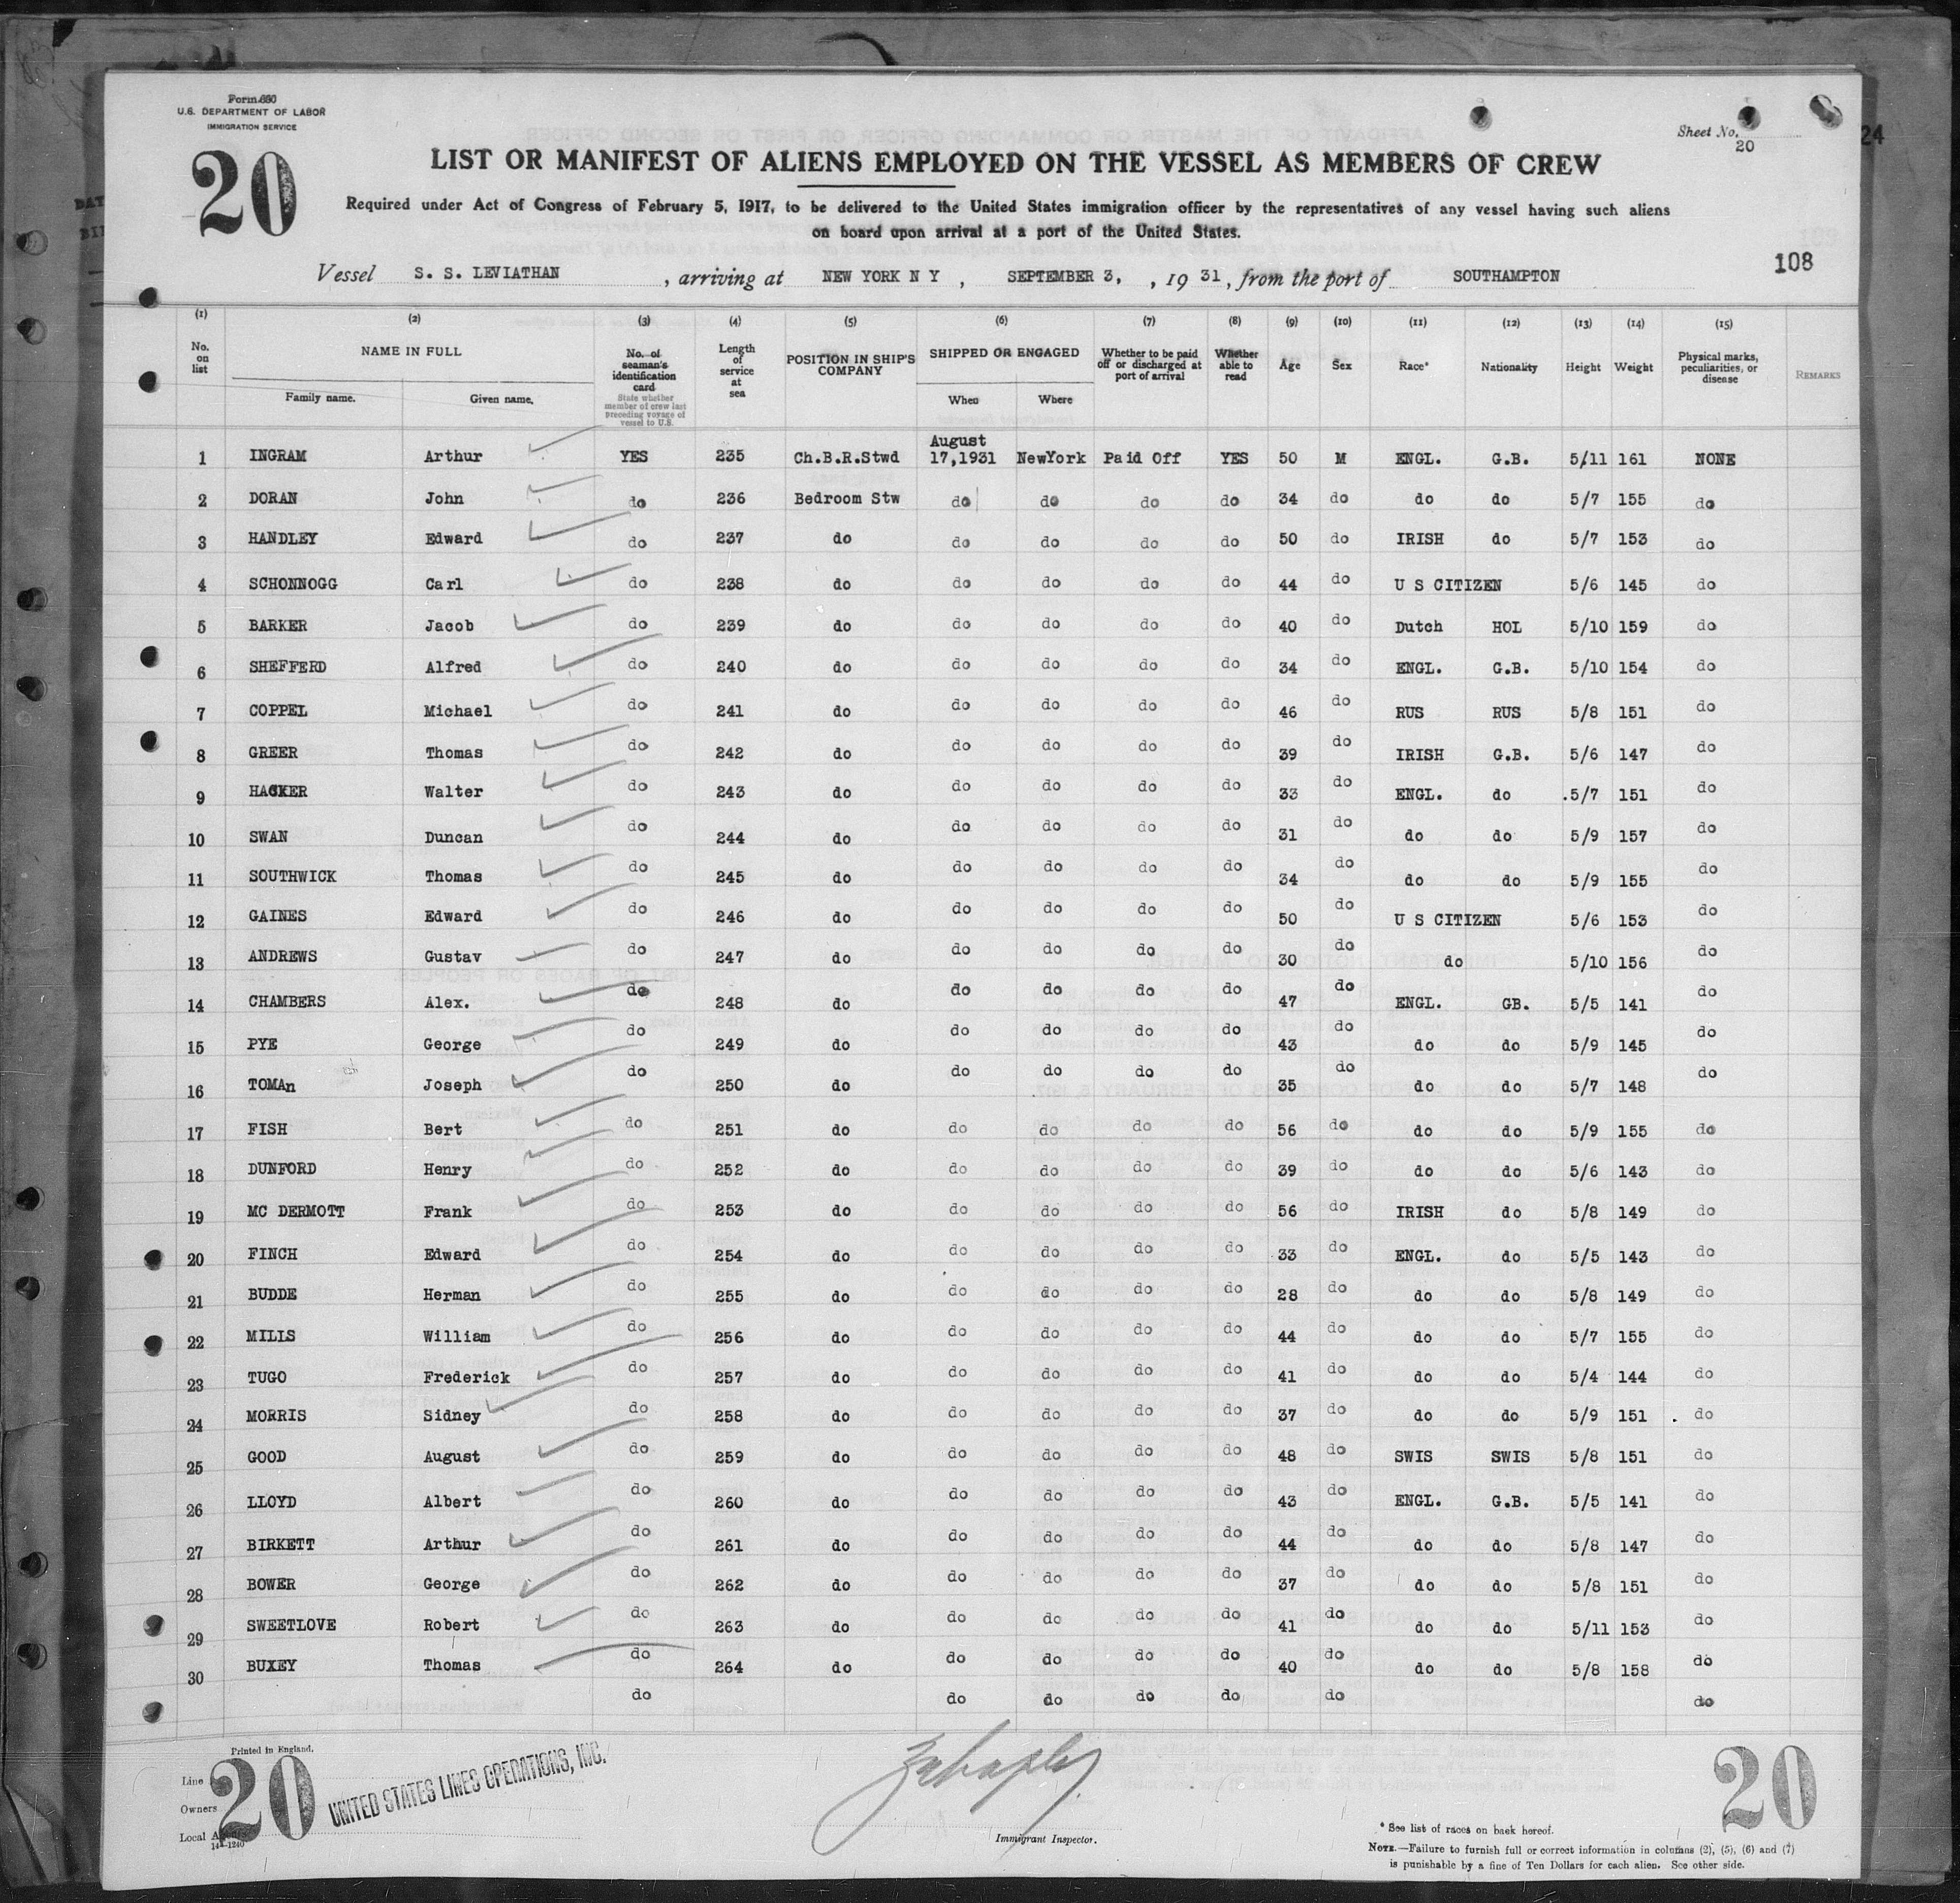 Form 680
U.S. DEPARTMENT OF LABOR
IMMIGRATION SERVICE
Sheet No. 20
24
20
LIST OR MANIFEST OF ALIENS EMPLOYED ON THE VESSEL AS MEMBERS OF CREW
Required under Act of Congress of February 5, 1917, to be delivered to the United States immigration officer by the representatives of any vessel having such aliens
on board upon arrival at a port of the United States.
108
Vessel S. S. LEVIATHAN , arriving at NEW YORK N Y , SEPTEMBER 3, , 19 31, from the port of SOUTHAMPTON
(1) (2) (3) (4) (5) (6) (7) (8) (9) (10) (11) (12) (13) (14) (15)
No. on list NAME IN FULL Family name. Given name. No. of seaman's identification card State whether member of crew last preceding voyage of vessel to U.S. Length of service at sea POSITION IN SHIP'S COMPANY SHIPPED OR ENGAGED When Where Whether to be paid off or discharged at port of arrival Whether able to read Age Sex Race* Nationality Height Weight Physical marks, peculiarities, or disease REMARKS
1 INGRAM Arthur YES 235 Ch.B.R.Stwd August 17,1931 NewYork Paid Off YES 50 M ENGL. G.B. 5/11 161 NONE
2 DORAN John do 236 Bedroom Stw do do do do 34 do do do 5/7 155 do
3 HANDLEY Edward do 237 do do do do do 50 do IRISH do 5/7 153 do
4 SCHONNOGG Carl do 238 do do do do do 44 do U S CITIZEN 5/6 145 do
5 BARKER Jacob do 239 do do do do do 40 do Dutch HOL 5/10 159 do
6 SHEFFERD Alfred do 240 do do do do do 34 do ENGL. G.B. 5/10 154 do
7 COPPEL Michael do 241 do do do do do 46 do RUS RUS 5/8 151 do
8 GREER Thomas do 242 do do do do do 39 do IRISH G.B. 5/6 147 do
9 HACKER Walter do 243 do do do do do 33 do ENGL. do .5/7 151 do
10 SWAN Duncan do 244 do do do do do 31 do do do 5/9 157 do
11 SOUTHWICK Thomas do 245 do do do do do 34 do do do 5/9 155 do
12 GAINES Edward do 246 do do do do do 50 do U S CITIZEN 5/6 153 do
13 ANDREWS Gustav do 247 do do do do do 30 do do 5/10 156 do
14 CHAMBERS Alex. do 248 do do do do do 47 do ENGL. GB. 5/5 141 do
15 PYE George do 249 do do do do do 43 do do do 5/9 145 do
16 TOMAn Joseph do 250 do do do do do 35 do do do 5/7 148 do
17 FISH Bert do 251 do do do do do 56 do do do 5/9 155 do
18 DUNFORD Henry do 252 do do do do do 39 do do do 5/6 143 do
19 MC DERMOTT Frank do 253 do do do do do 56 do IRISH do 5/8 149 do
20 FINCH Edward do 254 do do do do do 33 do ENGL. do 5/5 143 do
21 BUDDE Herman do 255 do do do do do 28 do do do 5/8 149 do
22 MILLS William do 256 do do do do do 44 do do do 5/7 155 do
23 TUGO Frederick do 257 do do do do do 41 do do do 5/4 144 do
24 MORRIS Sidney do 258 do do do do do 37 do do do 5/9 151 do
25 GOOD August do 259 do do do do do 48 do SWIS SWIS 5/8 151 do
26 LLOYD Albert do 260 do do do do do 43 do ENGL. G.B. 5/5 141 do
27 BIRKETT Arthur do 261 do do do do do 44 do do do 5/8 147 do
28 BOWER George do 262 do do do do do 37 do do do 5/8 151 do
29 SWEETLOVE Robert do 263 do do do do do 41 do do do 5/11 153 do
30 BUXEY Thomas do 264 do do do do do 40 do do do 5/8 158 do
do do do do do do do
Printed in England.
20 20
Line
Owners
Local Agents
14—1240
UNITED STATES LINES OPERATIONS, INC.
Immigrant Inspector.
* See list of races on back hereof.
NOTE.—Failure to furnish full or correct information in columns (2), (5), (6) and (7)
is punishable by a fine of Ten Dollars for each alien. See other side.